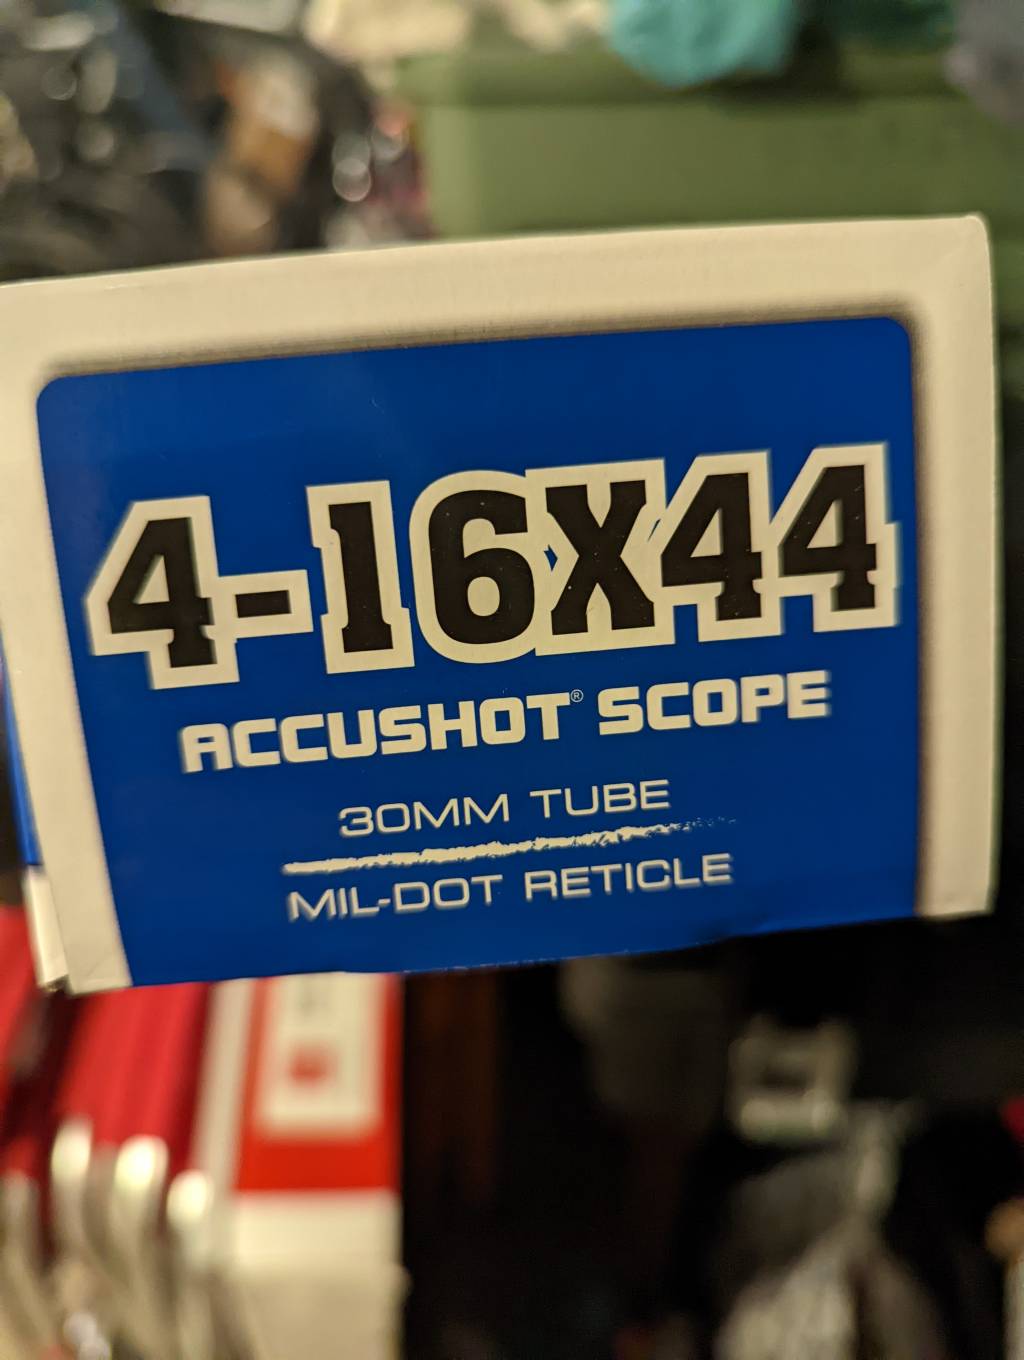 4-16X44
ACCUSHOT® SCOPE
30MM TUBE
MIL-DOT RETICLE